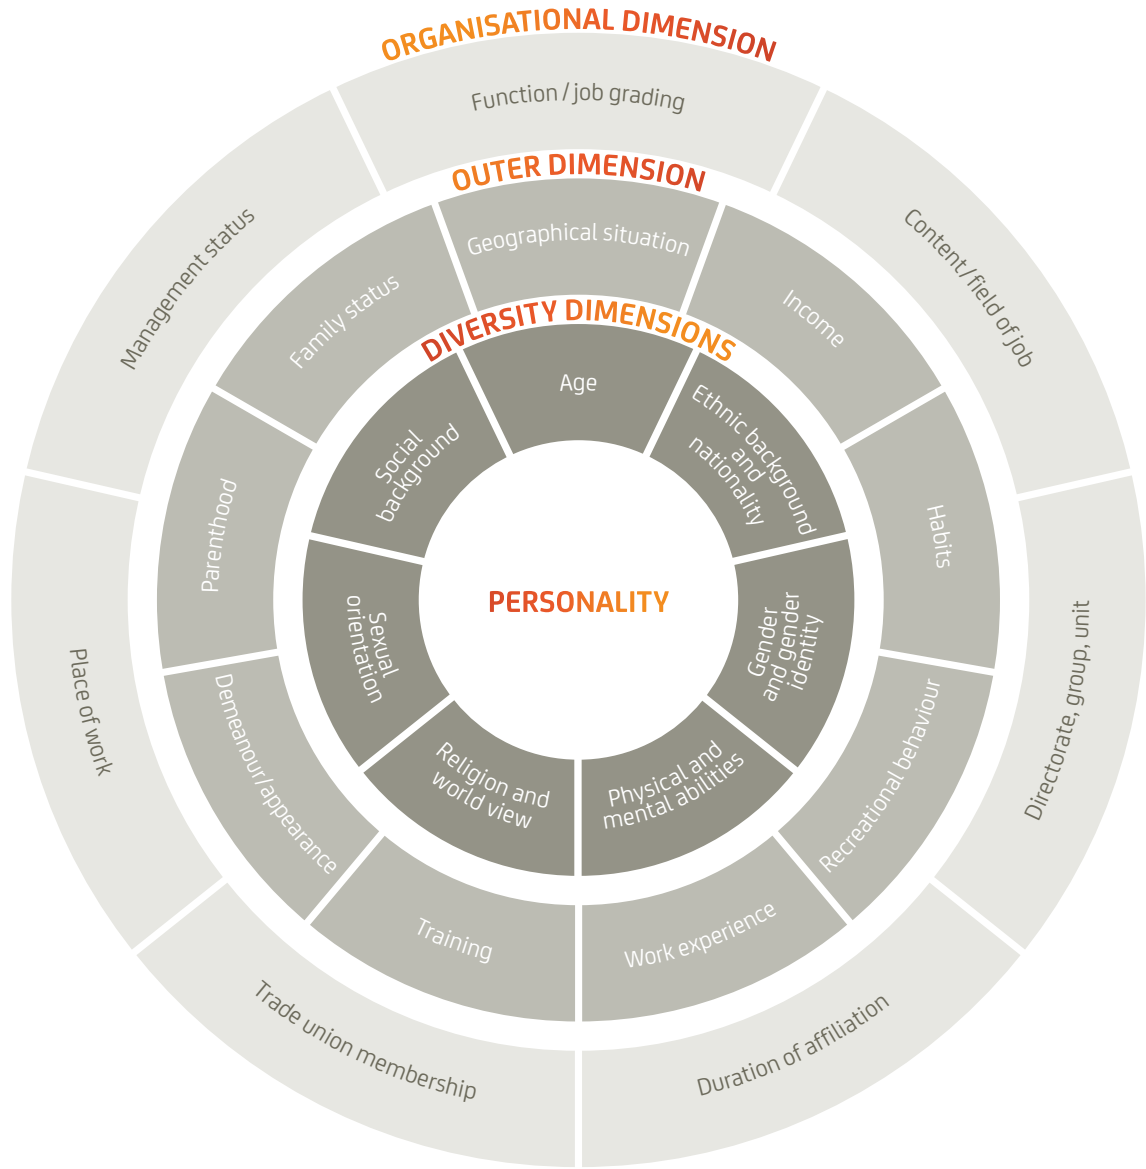 ORGANISATIONAL DIMENSION
Function / job grading
Content / field of job
Directorate, group, unit
Duration of affiliation
Trade union membership
Place of work
Management status
OUTER DIMENSION
Geographical situation
Income
Habits
Recreational behaviour
Work experience
Training
Demeanour/appearance
Parenthood
Family status
DIVERSITY DIMENSIONS
Age
Ethnic background
and
nationality
Gender
and gender
identity
Physical and
mental abilities
Religion and
world view
Sexual
orientation
Social
background
PERSONALITY